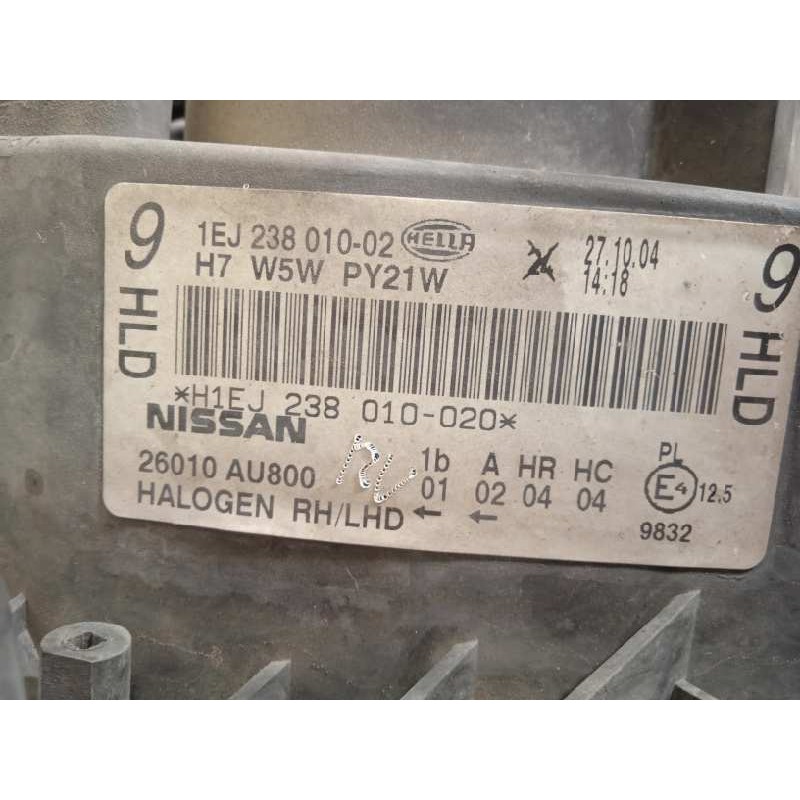 9 HLD
1EJ 238 010-02 HELLA
H7 W5W PY21W
27.10.04
14:18
9 HLD
*H1EJ 238 010-020*
NISSAN
26010 AU800
HALOGEN RH/LHD
1b A HR HC
01 02 04 04
← ←
PL
E4 12.5
9832